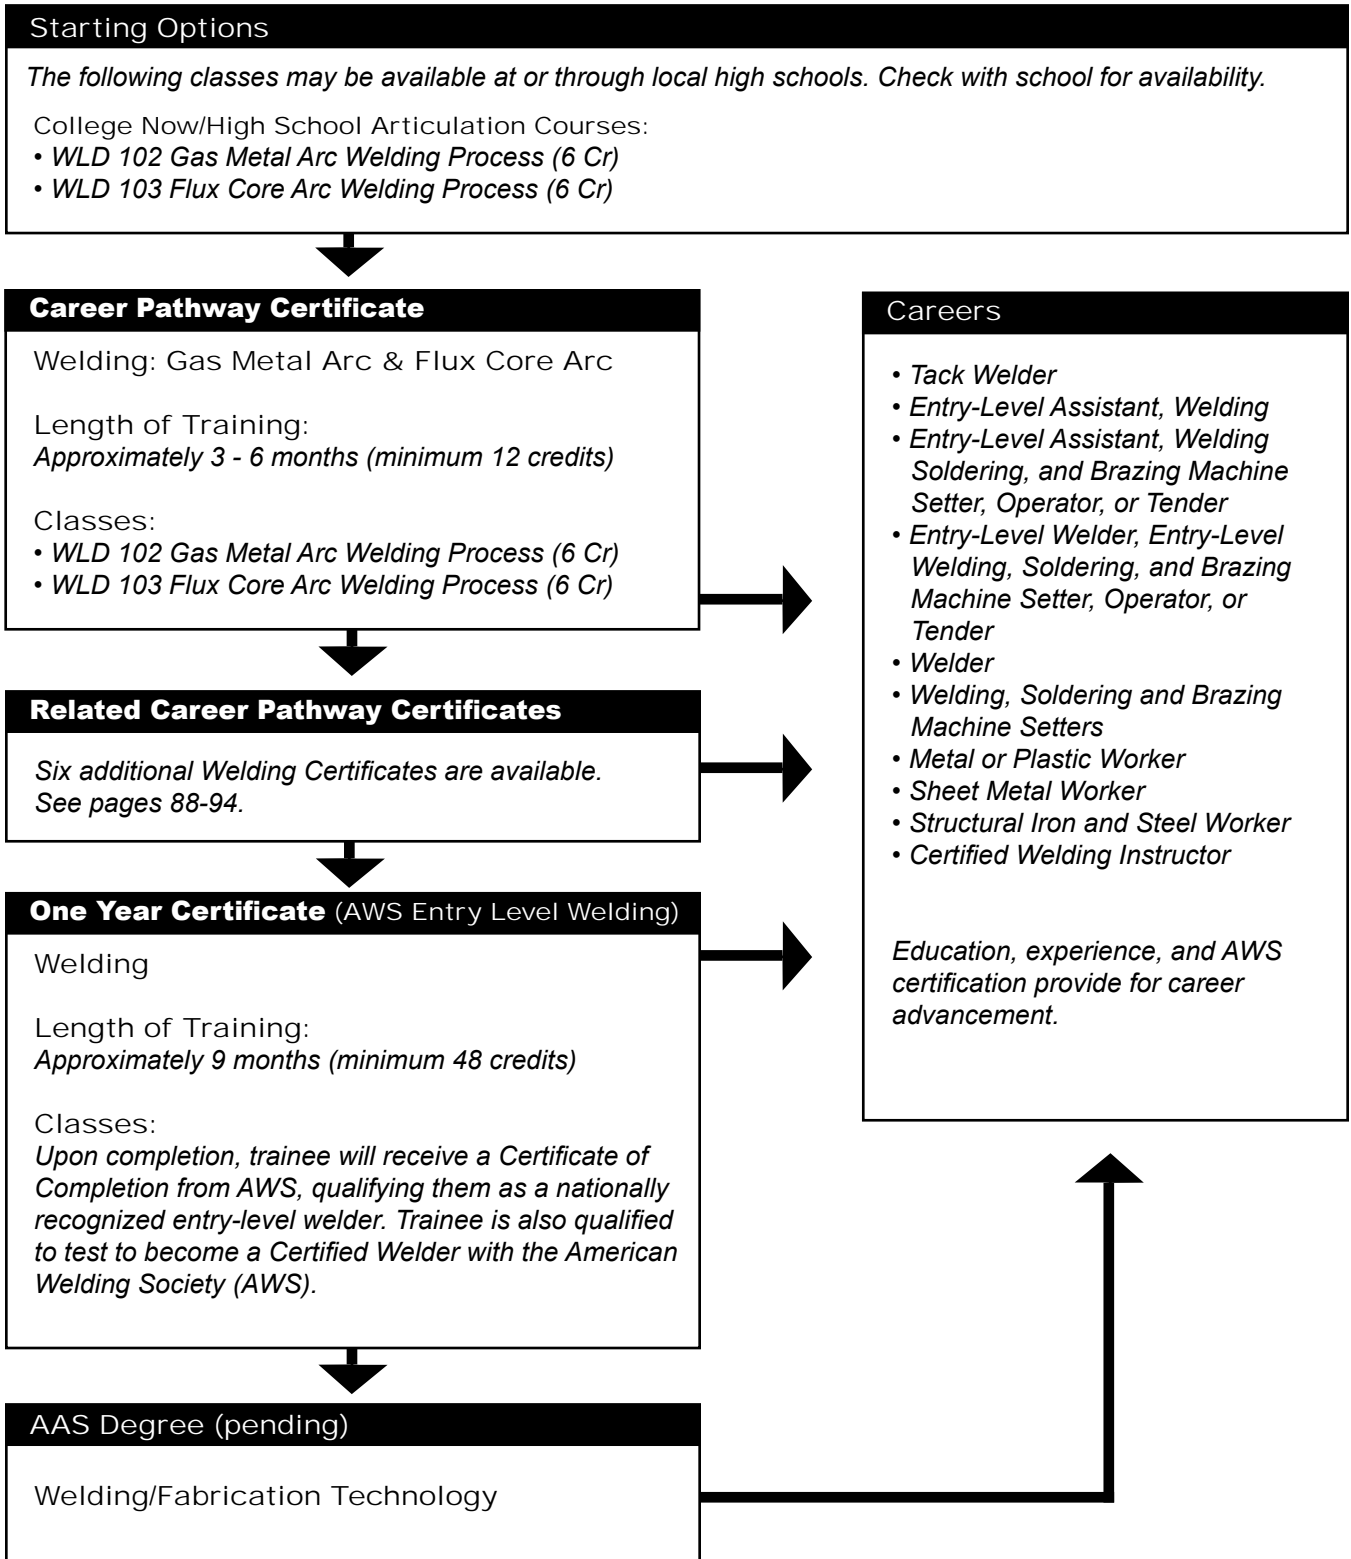 Starting Options
The following classes may be available at or through local high schools. Check with school for availability.
College Now/High School Articulation Courses:
• WLD 102 Gas Metal Arc Welding Process (6 Cr)
• WLD 103 Flux Core Arc Welding Process (6 Cr)
Career Pathway Certificate
Welding: Gas Metal Arc & Flux Core Arc
Length of Training:
Approximately 3 - 6 months (minimum 12 credits)
Classes:
• WLD 102 Gas Metal Arc Welding Process (6 Cr)
• WLD 103 Flux Core Arc Welding Process (6 Cr)
Related Career Pathway Certificates
Six additional Welding Certificates are available.
See pages 88-94.
One Year Certificate (AWS Entry Level Welding)
Welding
Length of Training:
Approximately 9 months (minimum 48 credits)
Classes:
Upon completion, trainee will receive a Certificate of
Completion from AWS, qualifying them as a nationally
recognized entry-level welder. Trainee is also qualified
to test to become a Certified Welder with the American
Welding Society (AWS).
AAS Degree (pending)
Welding/Fabrication Technology
Careers
• Tack Welder
• Entry-Level Assistant, Welding
• Entry-Level Assistant, Welding
Soldering, and Brazing Machine
Setter, Operator, or Tender
• Entry-Level Welder, Entry-Level
Welding, Soldering, and Brazing
Machine Setter, Operator, or
Tender
• Welder
• Welding, Soldering and Brazing
Machine Setters
• Metal or Plastic Worker
• Sheet Metal Worker
• Structural Iron and Steel Worker
• Certified Welding Instructor
Education, experience, and AWS
certification provide for career
advancement.